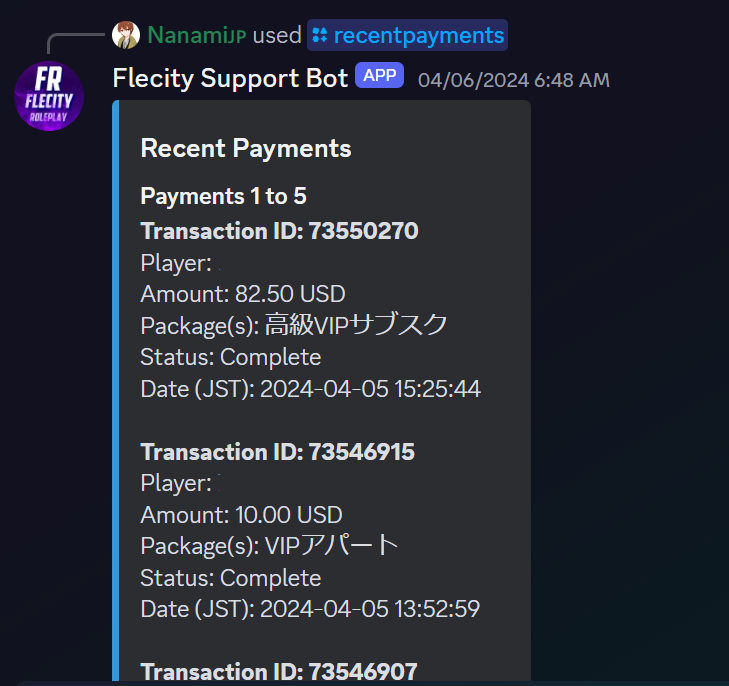 NanamiJP used recentpayments
FR
FLECITY
ROLEPLAY
Flecity Support Bot APP 04/06/2024 6:48 AM
Recent Payments
Payments 1 to 5
Transaction ID: 73550270
Player:
Amount: 82.50 USD
Package(s): 高級VIPサブスク
Status: Complete
Date (JST): 2024-04-05 15:25:44
Transaction ID: 73546915
Player:
Amount: 10.00 USD
Package(s): VIPアパート
Status: Complete
Date (JST): 2024-04-05 13:52:59
Transaction ID: 73546907